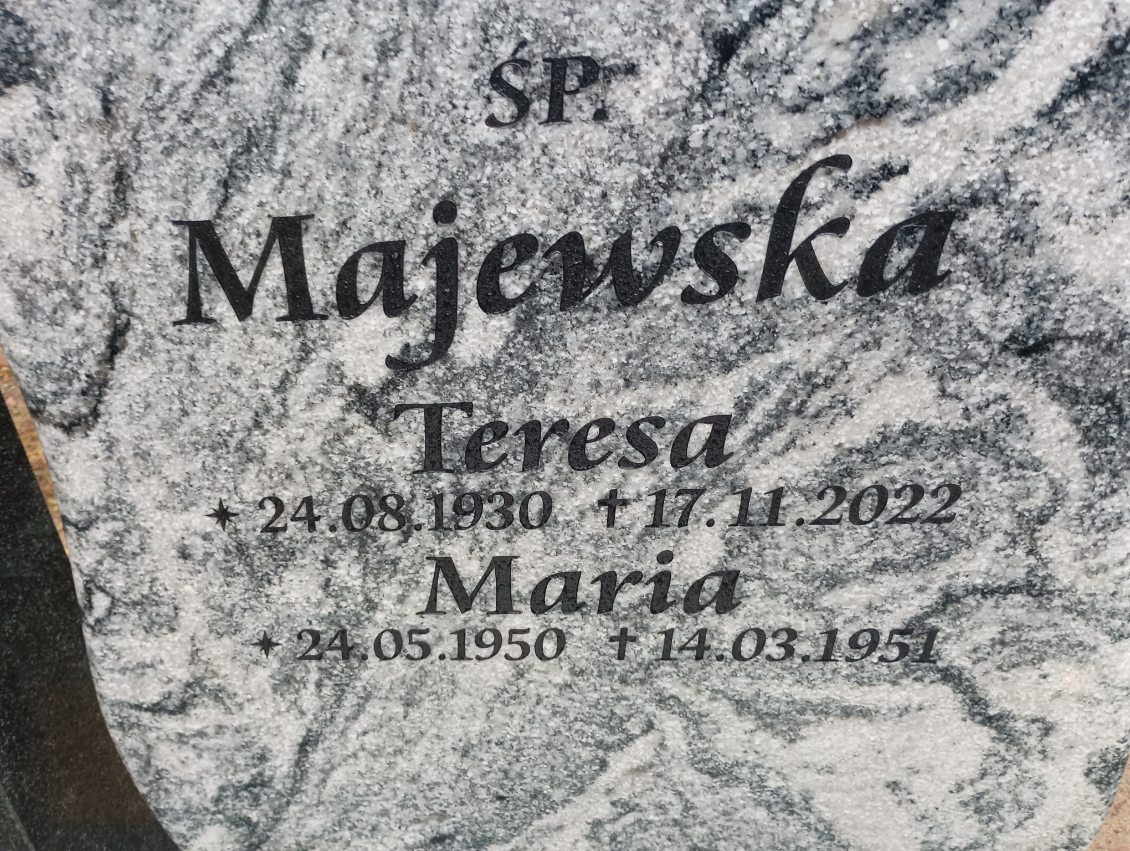 ŚP.
Majewska
Teresa
✦ 24.08.1930 ✝ 17.11.2022
Maria
✦ 24.05.1950 ✝ 14.03.1951